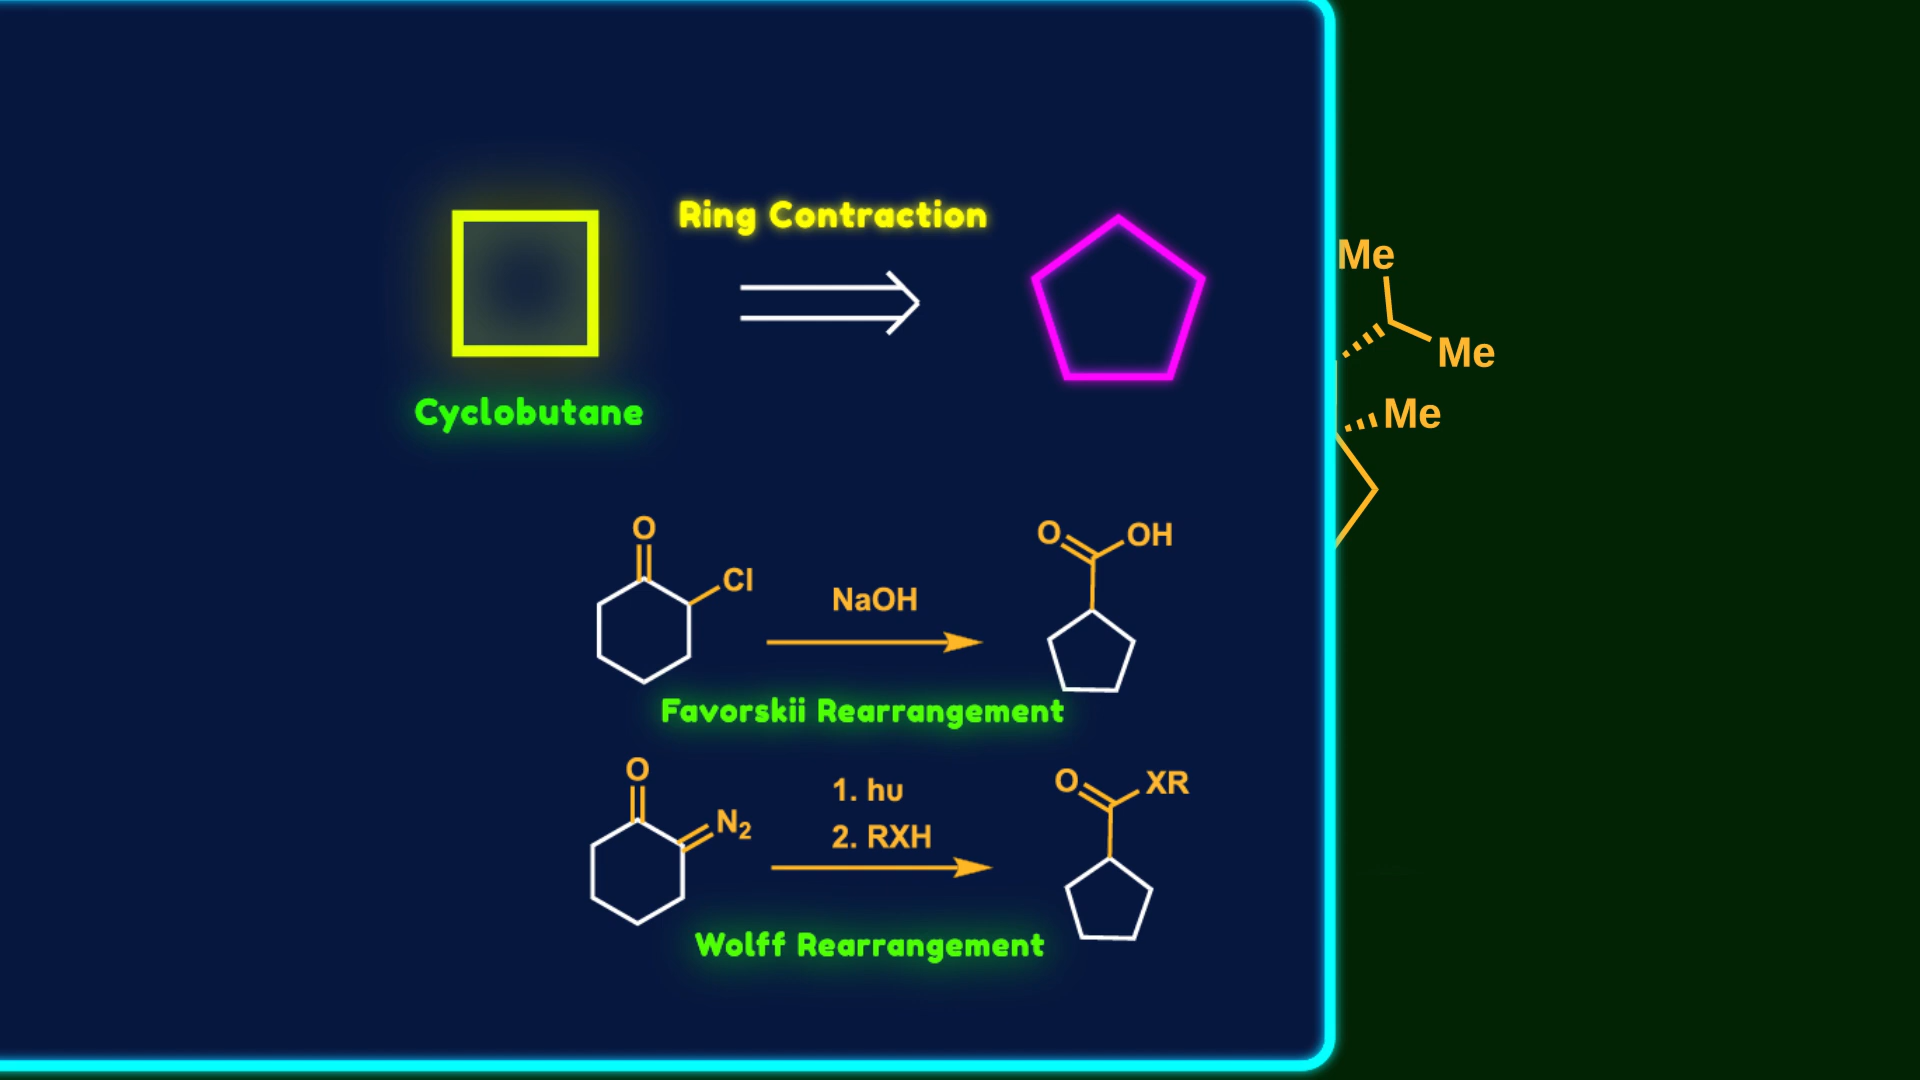 Ring Contraction
Cyclobutane
Me
Me
Me
O
Cl
NaOH
O
OH
Favorskii Rearrangement
O
N2
1. hυ
2. RXH
O
XR
Wolff Rearrangement